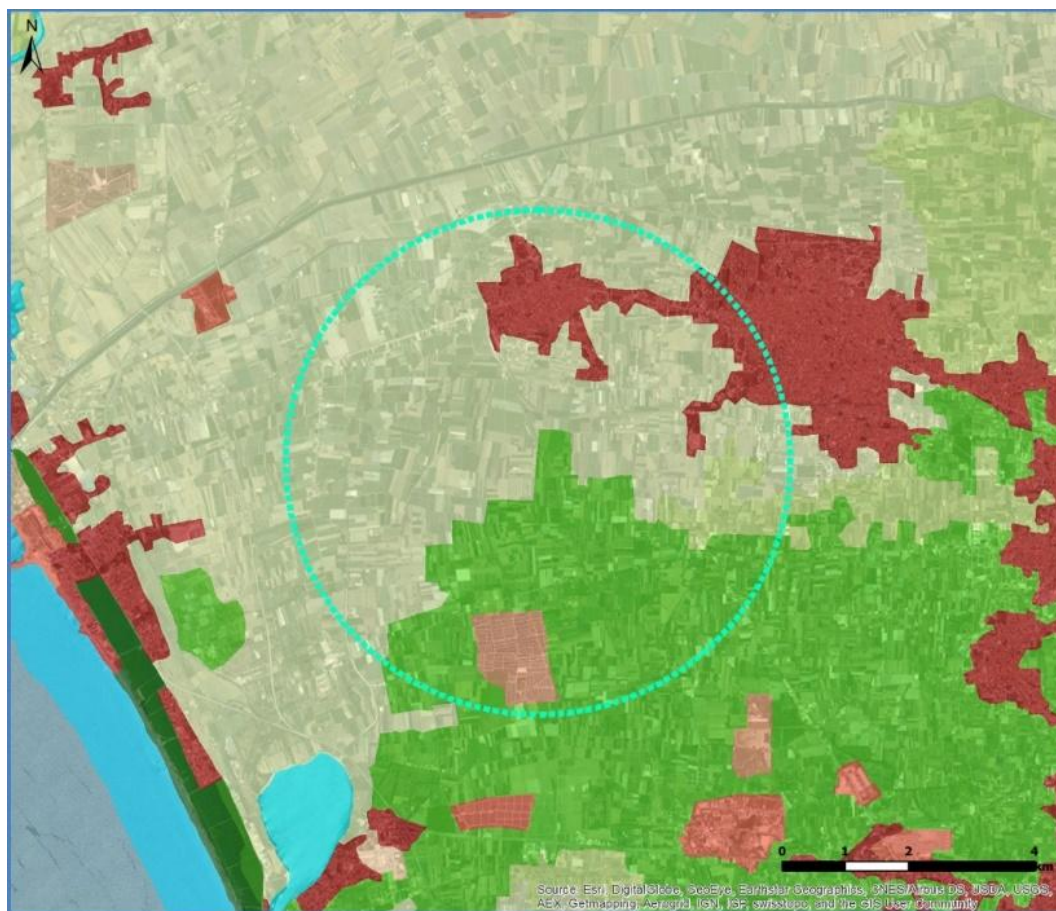 N
0 1 2 4
km
Source: Esri, DigitalGlobe, GeoEye, Earthstar Geographics, CNES/Airbus DS, USDA, USGS,
AEX, Getmapping, Aerogrid, IGN, IGP, swisstopo, and the GIS User Community